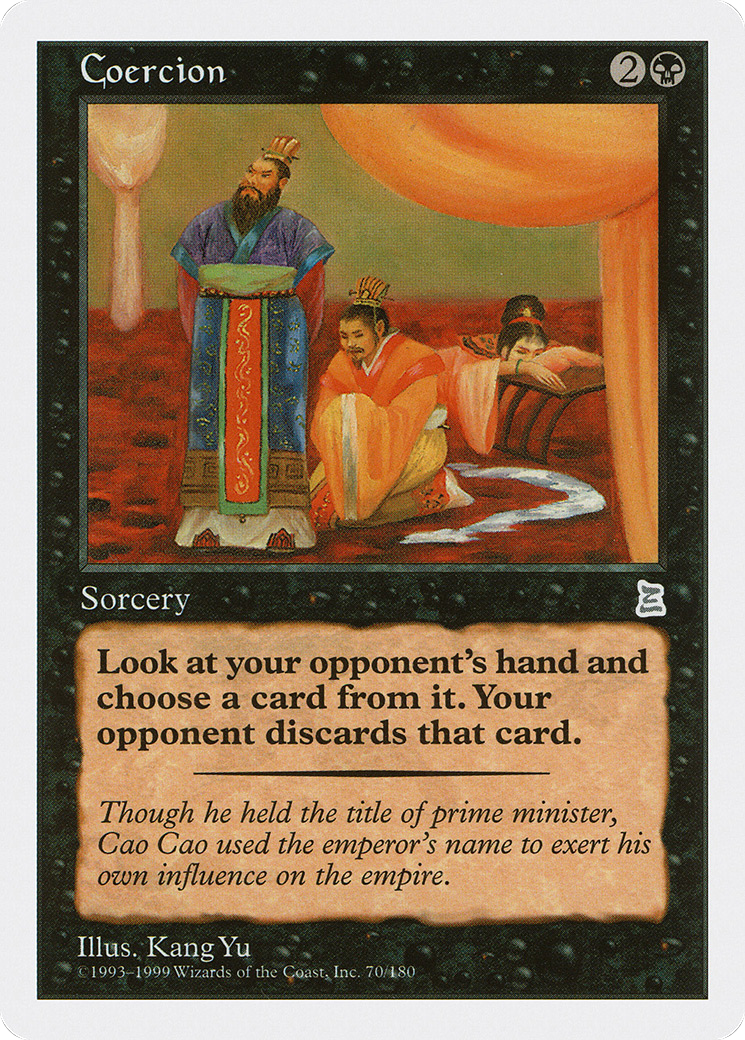 Coercion
2
Sorcery
Look at your opponent's hand and
choose a card from it. Your
opponent discards that card.
Though he held the title of prime minister,
Cao Cao used the emperor's name to exert his
own influence on the empire.
Illus. Kang Yu
©1993–1999 Wizards of the Coast, Inc. 70/180